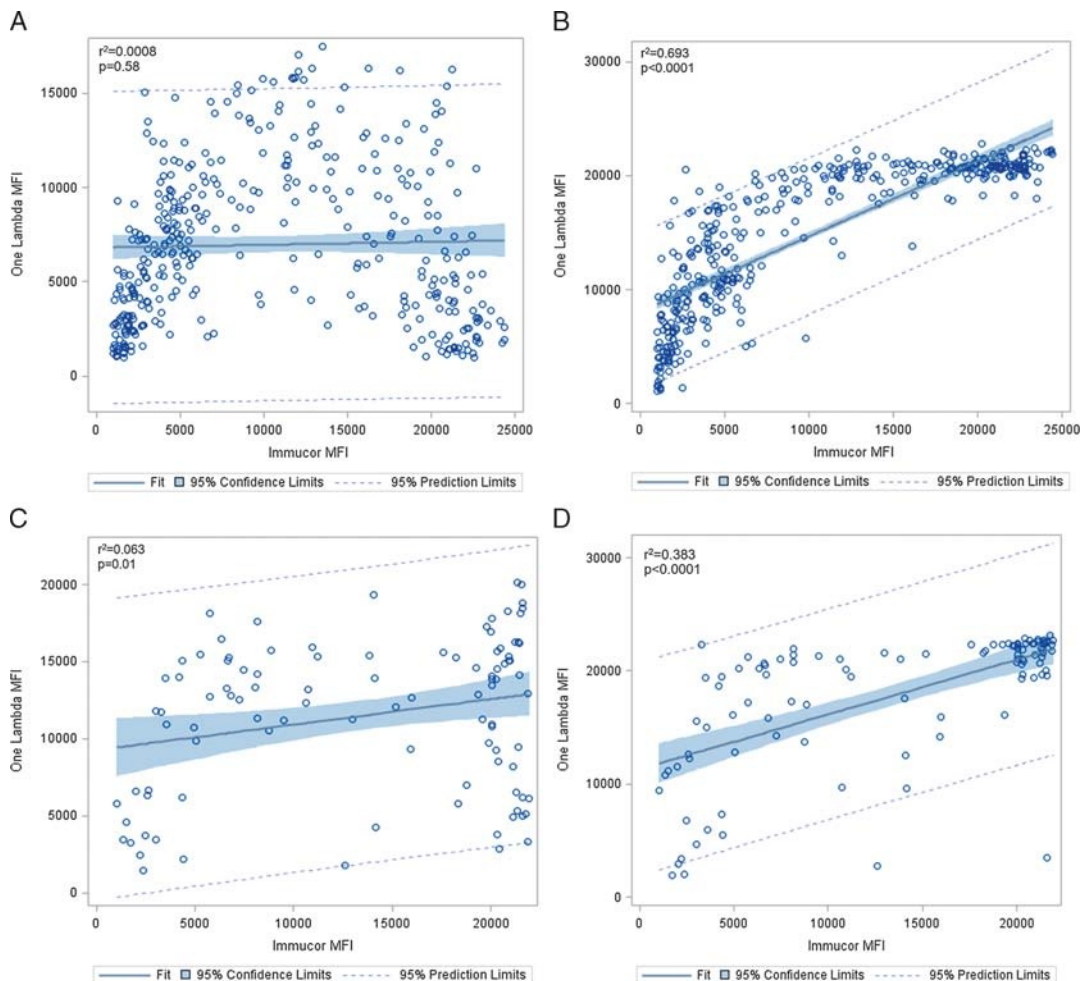 A
r²=0.0008
p=0.58
15000
10000
5000
0
One Lambda MFI
0 5000 10000 15000 20000 25000
Immucor MFI
Fit 95% Confidence Limits 95% Prediction Limits
B
r²=0.693
p<0.0001
30000
20000
10000
0
One Lambda MFI
0 5000 10000 15000 20000 25000
Immucor MFI
Fit 95% Confidence Limits 95% Prediction Limits
C
r²=0.063
p=0.01
20000
15000
10000
5000
0
One Lambda MFI
0 5000 10000 15000 20000
Immucor MFI
Fit 95% Confidence Limits 95% Prediction Limits
D
r²=0.383
p<0.0001
30000
20000
10000
0
One Lambda MFI
0 5000 10000 15000 20000
Immucor MFI
Fit 95% Confidence Limits 95% Prediction Limits